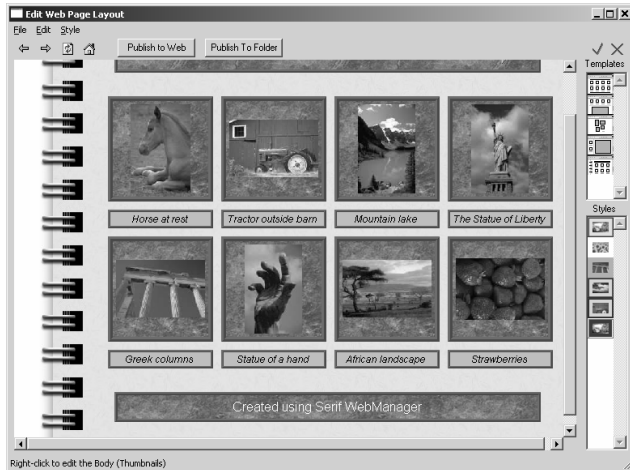 Edit Web Page Layout
File Edit Style
Publish to Web Publish To Folder
Templates
Horse at rest Tractor outside barn Mountain lake The Statue of Liberty
Styles
Greek columns Statue of a hand African landscape Strawberries
Created using Serif WebManager
Right-click to edit the Body (Thumbnails)